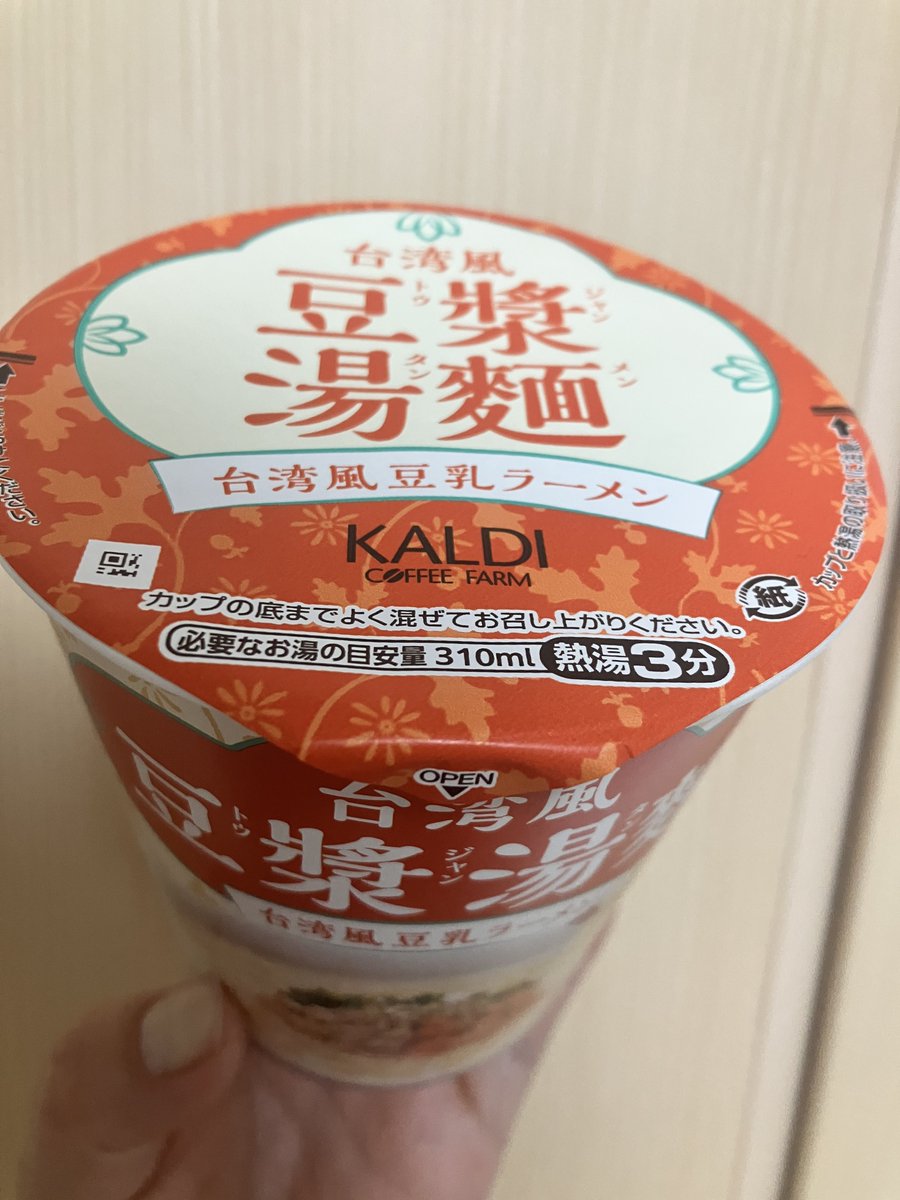 台湾風
豆漿
トウ ジャン
湯麵
タン メン
台湾風豆乳ラーメン
KALDI
COFFEE FARM
カップの底までよく混ぜてお召し上がりください。
必要なお湯の目安量 310ml 熱湯3分
紙
OPEN
台湾風
豆漿湯
トウ ジャン
台湾風豆乳ラーメン